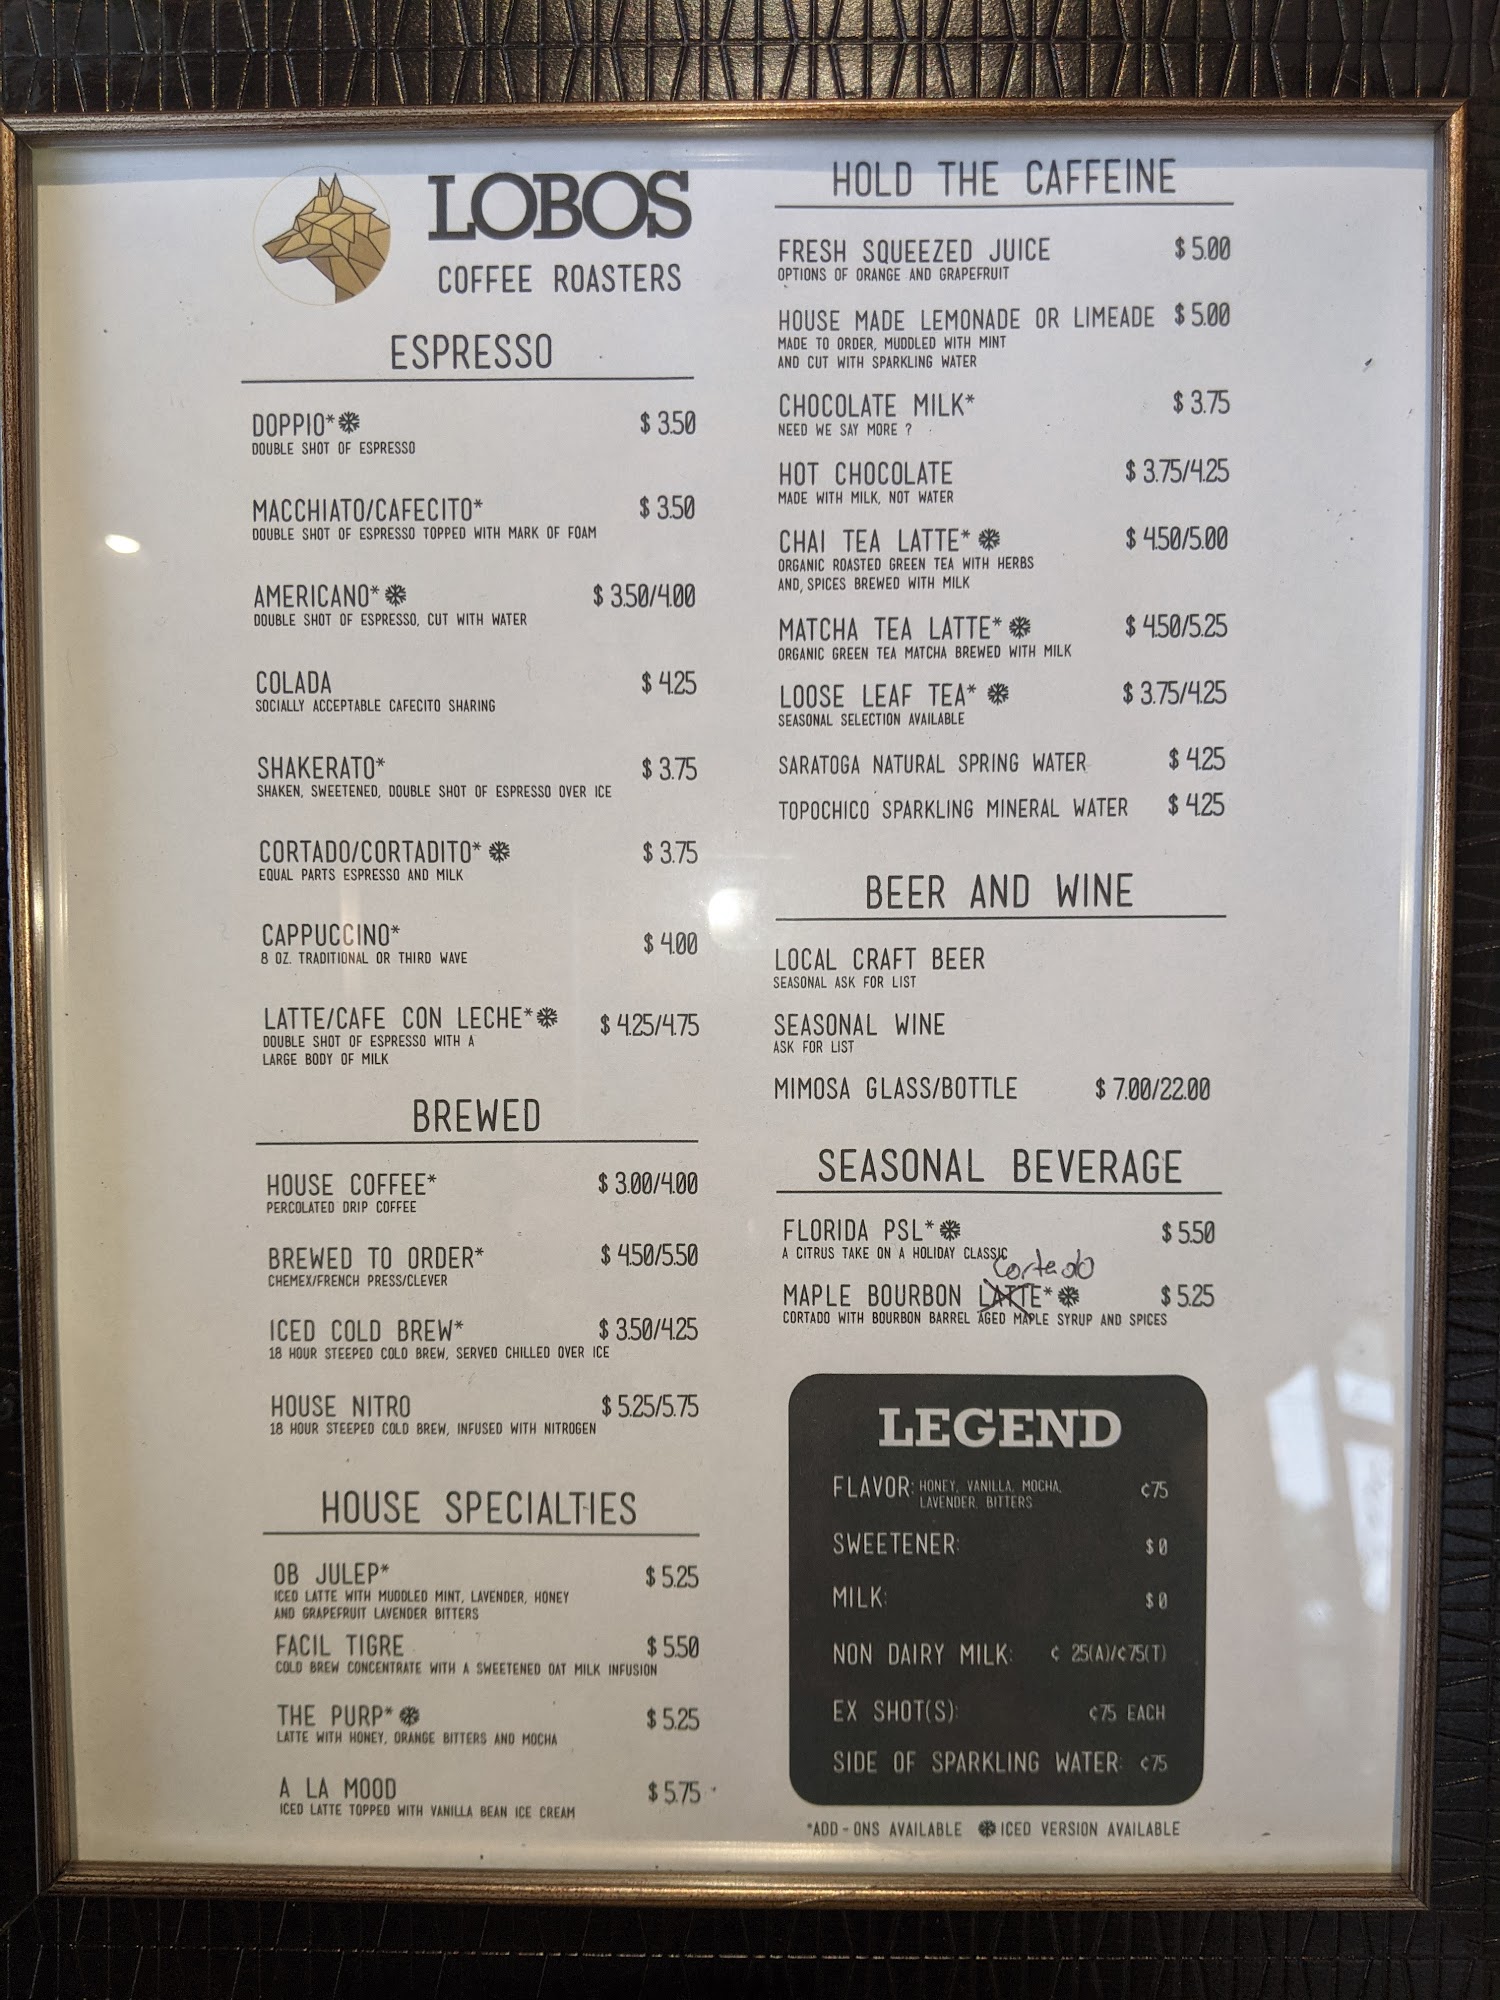 LOBOS
COFFEE ROASTERS
ESPRESSO
DOPPIO*❄ $ 3.50
DOUBLE SHOT OF ESPRESSO
MACCHIATO/CAFECITO* $ 3.50
DOUBLE SHOT OF ESPRESSO TOPPED WITH MARK OF FOAM
AMERICANO*❄ $ 3.50/4.00
DOUBLE SHOT OF ESPRESSO, CUT WITH WATER
COLADA $ 4.25
SOCIALLY ACCEPTABLE CAFECITO SHARING
SHAKERATO* $ 3.75
SHAKEN, SWEETENED, DOUBLE SHOT OF ESPRESSO OVER ICE
CORTADO/CORTADITO*❄ $ 3.75
EQUAL PARTS ESPRESSO AND MILK
CAPPUCCINO* $ 4.00
8 OZ. TRADITIONAL OR THIRD WAVE
LATTE/CAFE CON LECHE*❄ $ 4.25/4.75
DOUBLE SHOT OF ESPRESSO WITH A
LARGE BODY OF MILK
BREWED
HOUSE COFFEE* $ 3.00/4.00
PERCOLATED DRIP COFFEE
BREWED TO ORDER* $ 4.50/5.50
CHEMEX/FRENCH PRESS/CLEVER
ICED COLD BREW* $ 3.50/4.25
18 HOUR STEEPED COLD BREW, SERVED CHILLED OVER ICE
HOUSE NITRO $ 5.25/5.75
18 HOUR STEEPED COLD BREW, INFUSED WITH NITROGEN
HOUSE SPECIALTIES
OB JULEP* $ 5.25
ICED LATTE WITH MUDDLED MINT, LAVENDER, HONEY
AND GRAPEFRUIT LAVENDER BITTERS
FACIL TIGRE $ 5.50
COLD BREW CONCENTRATE WITH A SWEETENED OAT MILK INFUSION
THE PURP*❄ $ 5.25
LATTE WITH HONEY, ORANGE BITTERS AND MOCHA
A LA MOOD $ 5.75
ICED LATTE TOPPED WITH VANILLA BEAN ICE CREAM
HOLD THE CAFFEINE
FRESH SQUEEZED JUICE $ 5.00
OPTIONS OF ORANGE AND GRAPEFRUIT
HOUSE MADE LEMONADE OR LIMEADE $ 5.00
MADE TO ORDER, MUDDLED WITH MINT
AND CUT WITH SPARKLING WATER
CHOCOLATE MILK* $ 3.75
NEED WE SAY MORE ?
HOT CHOCOLATE $ 3.75/4.25
MADE WITH MILK, NOT WATER
CHAI TEA LATTE*❄ $ 4.50/5.00
ORGANIC ROASTED GREEN TEA WITH HERBS
AND, SPICES BREWED WITH MILK
MATCHA TEA LATTE*❄ $ 4.50/5.25
ORGANIC GREEN TEA MATCHA BREWED WITH MILK
LOOSE LEAF TEA*❄ $ 3.75/4.25
SEASONAL SELECTION AVAILABLE
SARATOGA NATURAL SPRING WATER $ 4.25
TOPOCHICO SPARKLING MINERAL WATER $ 4.25
BEER AND WINE
LOCAL CRAFT BEER
SEASONAL ASK FOR LIST
SEASONAL WINE
ASK FOR LIST
MIMOSA GLASS/BOTTLE $ 7.00/22.00
SEASONAL BEVERAGE
FLORIDA PSL*❄ $ 5.50
A CITRUS TAKE ON A HOLIDAY CLASSIC
Cortado
MAPLE BOURBON LATTE*❄ $ 5.25
CORTADO WITH BOURBON BARREL AGED MAPLE SYRUP AND SPICES
LEGEND
FLAVOR: HONEY, VANILLA, MOCHA, ¢75
LAVENDER, BITTERS
SWEETENER: $ 0
MILK: $ 0
NON DAIRY MILK: ¢ 25(A)/¢75(T)
EX SHOT(S): ¢75 EACH
SIDE OF SPARKLING WATER: ¢75
*ADD - ONS AVAILABLE ❄ICED VERSION AVAILABLE